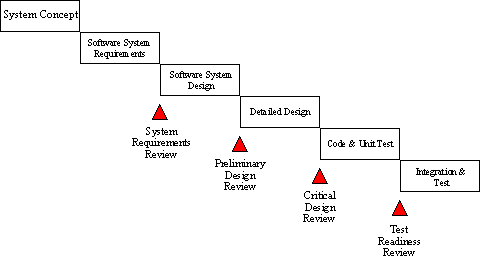 System Concept
Software System
Requirements
Software System
Design
Detailed Design
System
Requirements
Review
Code & Unit Test
Preliminary
Design
Review
Integration &
Test
Critical
Design
Review
Test
Readiness
Review